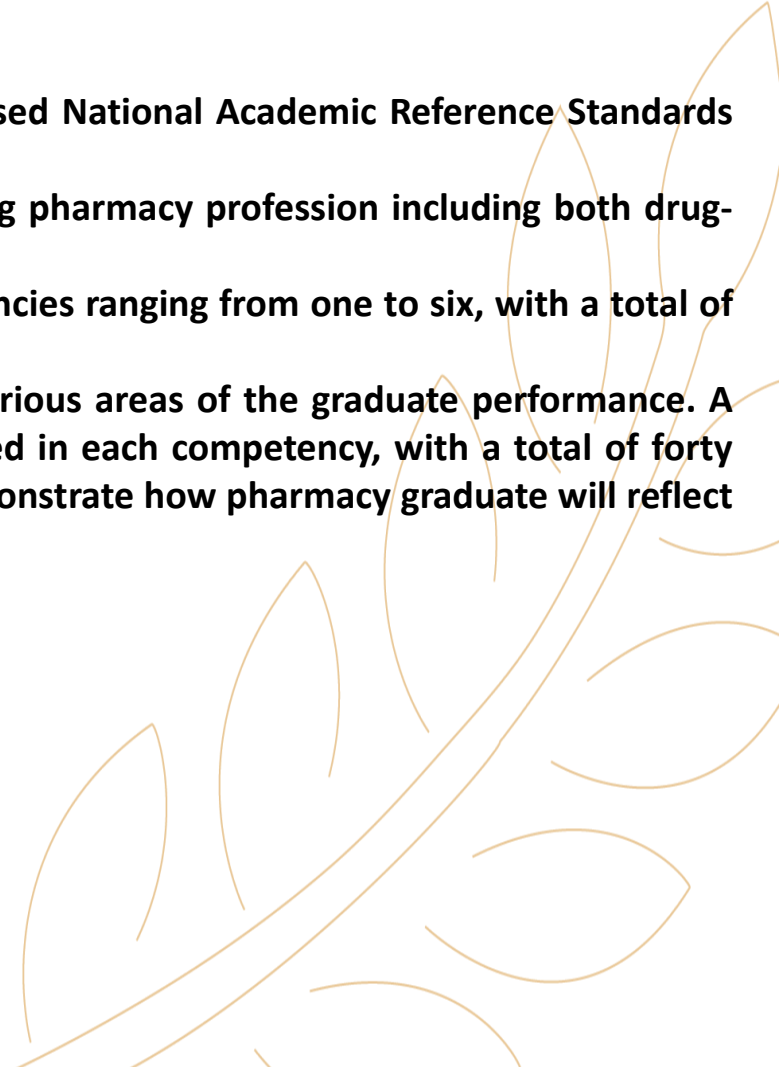 sed National Academic Reference Standards
g pharmacy profession including both drug-
ncies ranging from one to six, with a total of
rious areas of the graduate performance. A
ed in each competency, with a total of forty
onstrate how pharmacy graduate will reflect